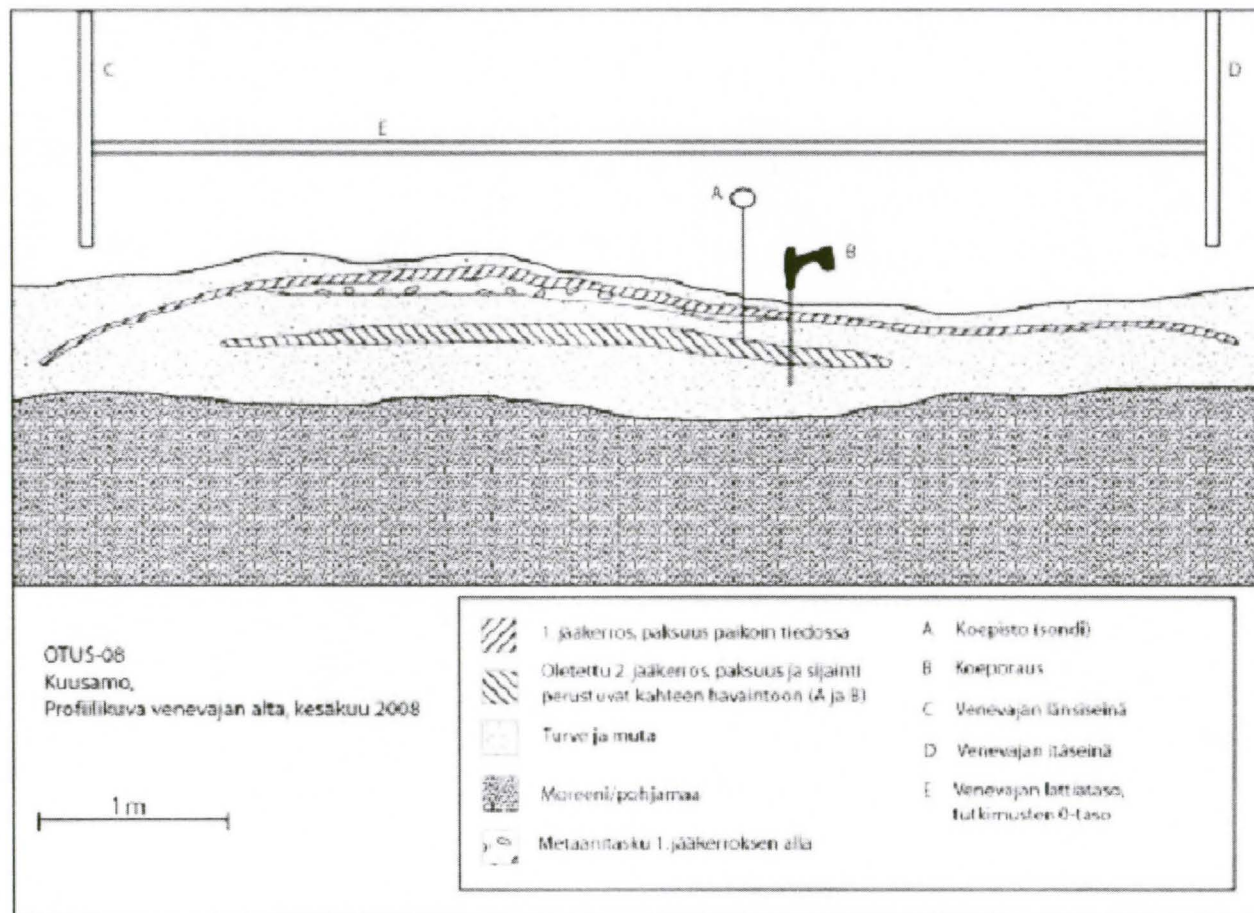 C
D
E
A
B
OTUS-08
Kuusamo,
Profiilikuva venevajan alta, kesäkuu 2008
1 m
1. jääkerros, paksuus paikoin tiedossa
Oletettu 2. jääkerros, paksuus ja sijainti
perustuvat kahteen havaintoon (A ja B)
Turve ja muta
Moreeni/pohjamaa
Metaanitasku 1. jääkerroksen alla
A Koepisto (sondi)
B Koeporaus
C Venevajan länsiseinä
D Venevajan itäseinä
E Venevajan lattiataso,
tutkimusten 0-taso